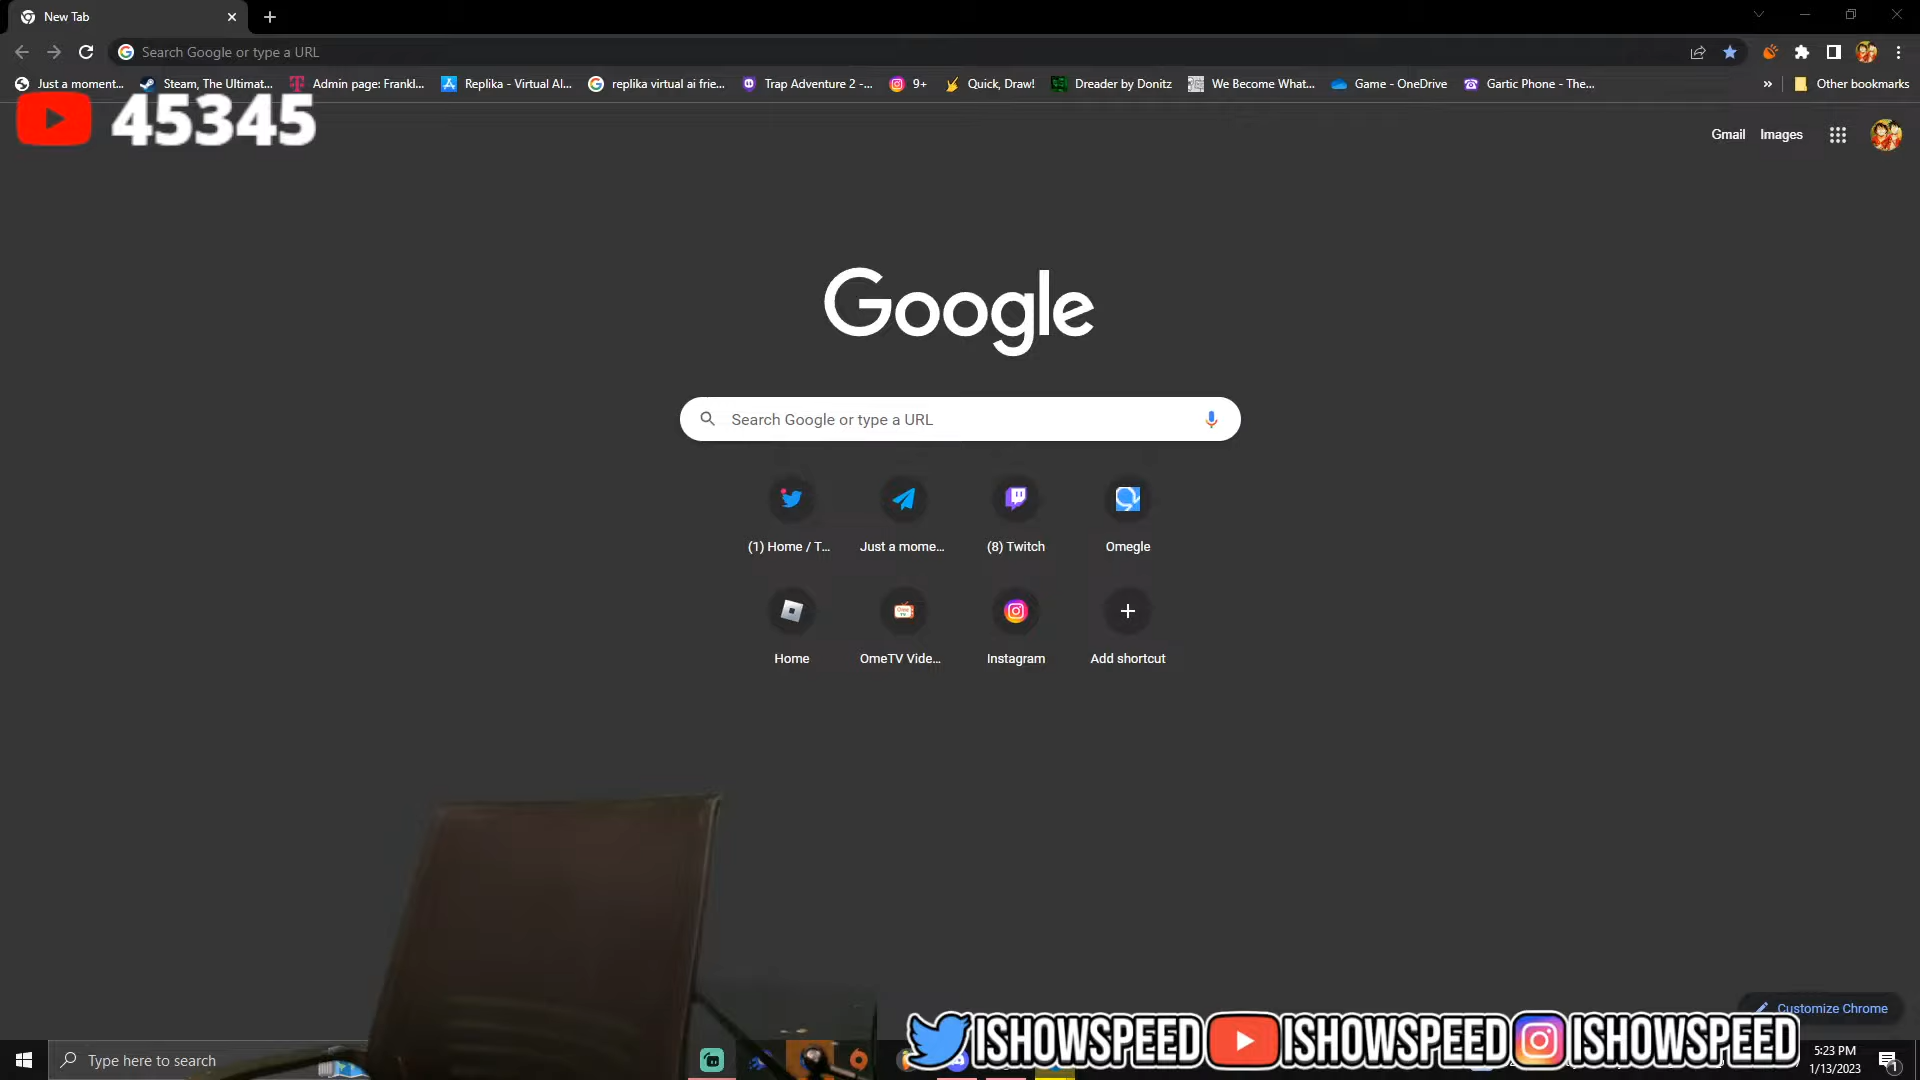 New Tab
Search Google or type a URL
Just a moment... Steam, The Ultimat... Admin page: Frankl... Replika - Virtual AI... replika virtual ai frie... Trap Adventure 2 -... 9+ Quick, Draw! Dreader by Donitz We Become What... Game - OneDrive Gartic Phone - The... » Other bookmarks
45345
Gmail Images
Google
Search Google or type a URL
(1) Home / T... Just a mome... (8) Twitch Omegle
Home OmeTV Vide... Instagram Add shortcut
Customize Chrome
ISHOWSPEED ISHOWSPEED ISHOWSPEED
Type here to search
5:23 PM
1/13/2023
1